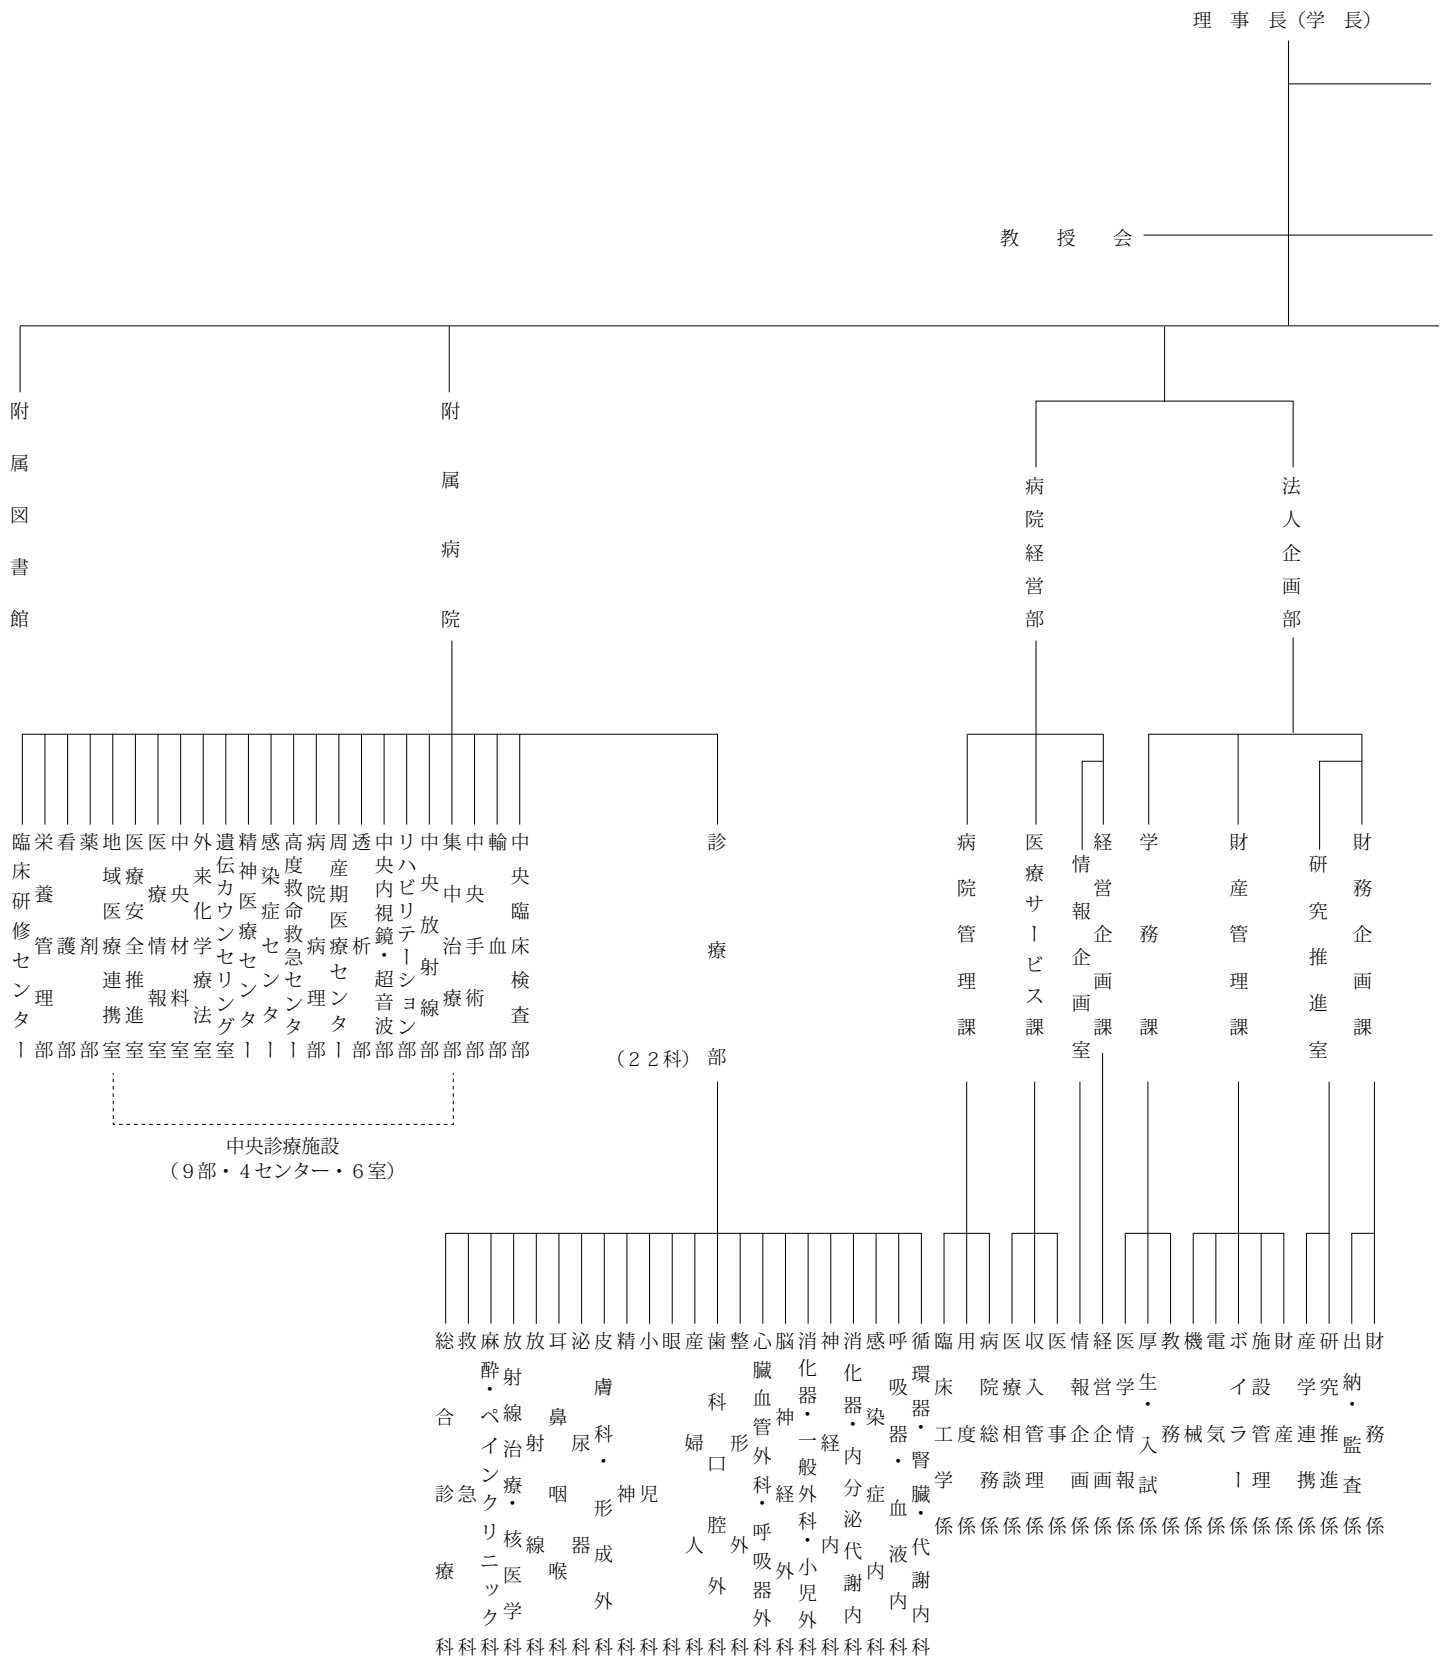 理事長(学長)
教授会
附属図書館
附属病院
病院経営部
法人企画部
臨床研修センター
栄養管理部
看護部
薬剤部
地域医療連携室
医療安全推進室
医療情報室
中央材料室
外来化学療法室
遺伝カウンセリング室
精神医療センター
感染症センター
高度救命救急センター
病院病理部
周産期医療センター
透析部
中央内視鏡・超音波部
リハビリテーション部
中央放射線部
集中治療部
中央手術部
輸血部
中央臨床検査部
診療部
(22科)
病院管理課
医療サービス課
情報企画室
経営企画課
学務課
財産管理課
研究推進室
財務企画課
中央診療施設
(9部・4センター・6室)
総合診療科
救急科
麻酔・ペインクリニック科
放射線治療・核医学科
放射線科
耳鼻咽喉科
泌尿器科
皮膚科・形成外科
精神科
小児科
眼科
産婦人科
歯科口腔外科
整形外科
心臓血管外科・呼吸器外科
脳神経外科
消化器・一般外科・小児外科
神経内科
消化器・内分泌代謝内科
感染症内科
呼吸器・血液内科
循環器・腎臓・代謝内科
臨床工学係
用度係
病院総務係
医療相談係
収入管理係
医事係
情報企画係
経営企画係
医学情報係
厚生・入試係
教務係
機械係
電気係
ボイラー係
施設管理係
財産係
産学連携係
研究推進係
出納・監査係
財務係